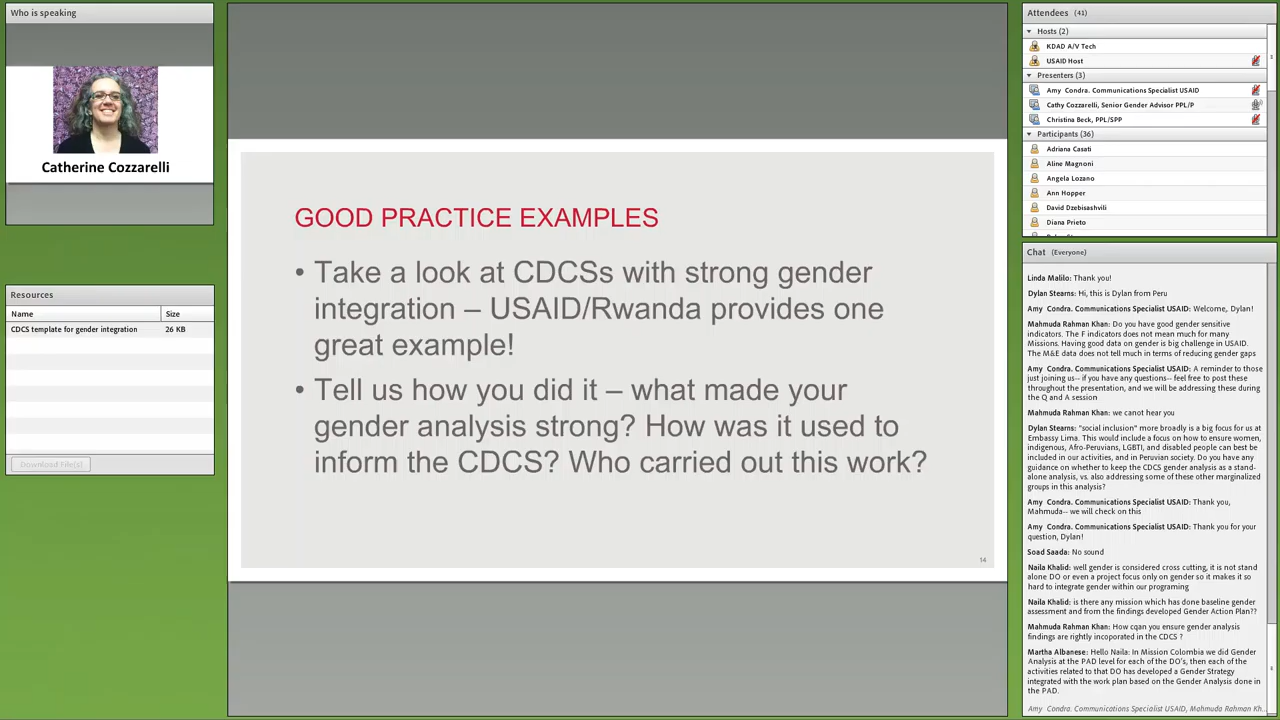 Who is speaking
Catherine Cozzarelli
Resources
Name Size
CDCS template for gender integration 26 KB
Download File(s)
GOOD PRACTICE EXAMPLES
• Take a look at CDCSs with strong gender
integration – USAID/Rwanda provides one
great example!
• Tell us how you did it – what made your
gender analysis strong? How was it used to
inform the CDCS? Who carried out this work?
14
Attendees (41)
Hosts (2)
KDAD A/V Tech
USAID Host
Presenters (3)
Amy Condra. Communications Specialist USAID
Cathy Cozzarelli, Senior Gender Advisor PPL/P
Christina Beck, PPL/SPP
Participants (36)
Adriana Casati
Aline Magnoni
Angela Lozano
Ann Hopper
David Dzebisashvili
Diana Prieto
Chat (Everyone)
Linda Malilo: Thank you!
Dylan Stearns: Hi, this is Dylan from Peru
Amy Condra. Communications Specialist USAID: Welcome, Dylan!
Mahmuda Rahman Khan: Do you have good gender sensitive
indicators. The F indicators does not mean much for many
Missions. Having good data on gender is big challenge in USAID.
The M&E data does not tell much in terms of reducing gender gaps
Amy Condra. Communications Specialist USAID: A reminder to those
just joining us-- if you have any questions-- feel free to post these
throughout the presentation, and we will be addressing these during
the Q and A session
Mahmuda Rahman Khan: we canot hear you
Dylan Stearns: "social inclusion" more broadly is a big focus for us at
Embassy Lima. This would include a focus on how to ensure women,
indigenous, Afro-Peruvians, LGBTI, and disabled people can best be
included in our activities, and in Peruvian society. Do you have any
guidance on whether to keep the CDCS gender analysis as a stand-
alone analysis, vs. also addressing some of these other marginalized
groups in this analysis?
Amy Condra. Communications Specialist USAID: Thank you,
Mahmuda-- we will check on this
Amy Condra. Communications Specialist USAID: Thank you for your
question, Dylan!
Soad Saada: No sound
Naila Khalid: well gender is considered cross cutting, it is not stand
alone DO or even a project focus only on gender so it makes it so
hard to integrate gender within our programing
Naila Khalid: is there any mission which has done baseline gender
assessment and from the findings developed Gender Action Plan??
Mahmuda Rahman Khan: How cqan you ensure gender analysis
findings are rightly incoporated in the CDCS ?
Martha Albanese: Hello Naila: In Mission Colombia we did Gender
Analysis at the PAD level for each of the DO's, then each of the
activities related to that DO has developed a Gender Strategy
integrated with the work plan based on the Gender Analysis done in
the PAD.
Amy Condra. Communications Specialist USAID, Mahmuda Rahman Kh...